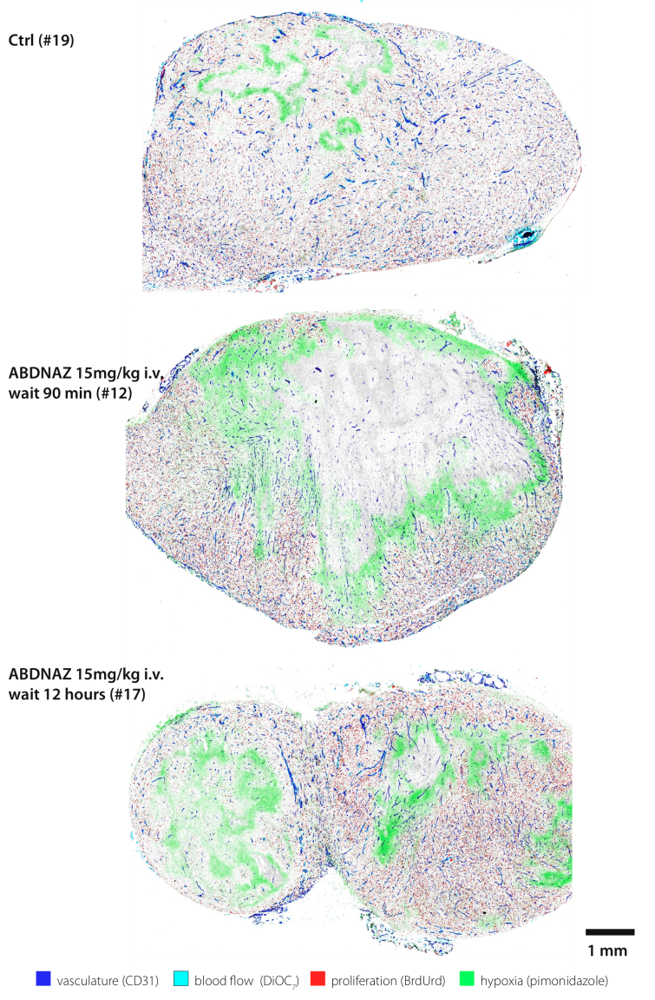 Ctrl (#19)
ABDNAZ 15mg/kg i.v.
wait 90 min (#12)
ABDNAZ 15mg/kg i.v.
wait 12 hours (#17)
1 mm
vasculature (CD31) blood flow (DiOC₇) proliferation (BrdUrd) hypoxia (pimonidazole)